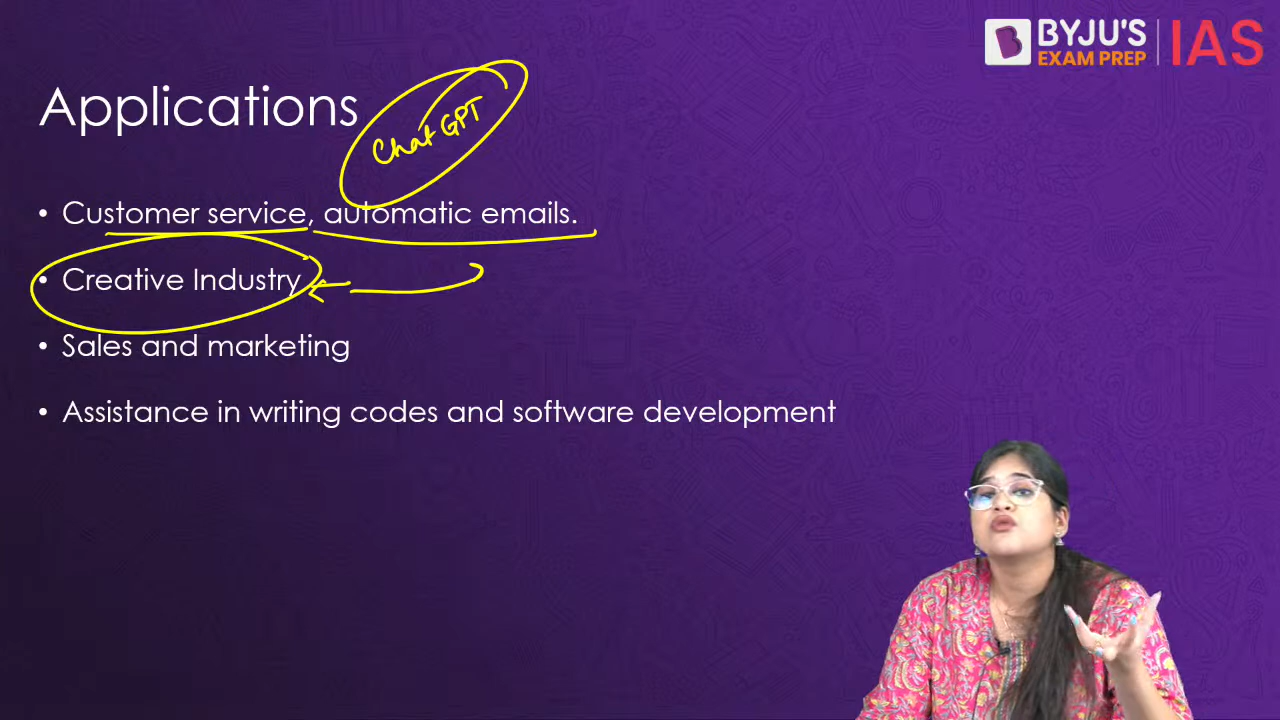 BYJU'S
EXAM PREP
IAS
Applications
Chat GPT
• Customer service, automatic emails.
• Creative Industry
• Sales and marketing
• Assistance in writing codes and software development